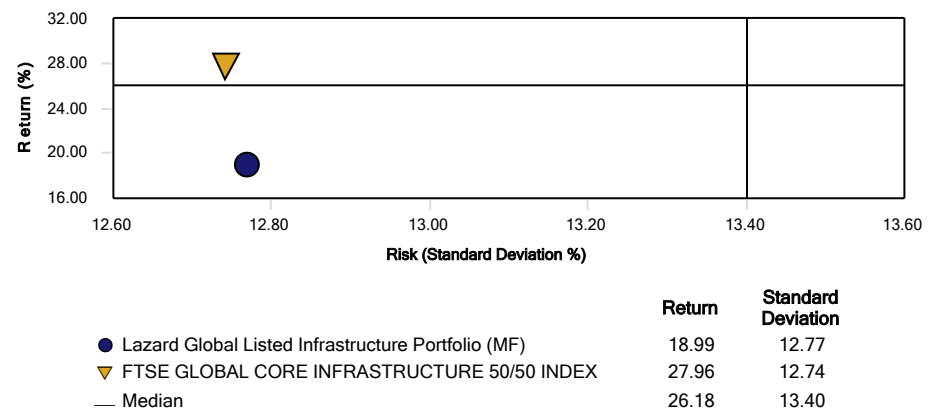 32.00
28.00
24.00
20.00
16.00
Return (%)
12.60 12.80 13.00 13.20 13.40 13.60
Risk (Standard Deviation %)
Return Standard Deviation
Lazard Global Listed Infrastructure Portfolio (MF) 18.99 12.77
FTSE GLOBAL CORE INFRASTRUCTURE 50/50 INDEX 27.96 12.74
Median 26.18 13.40